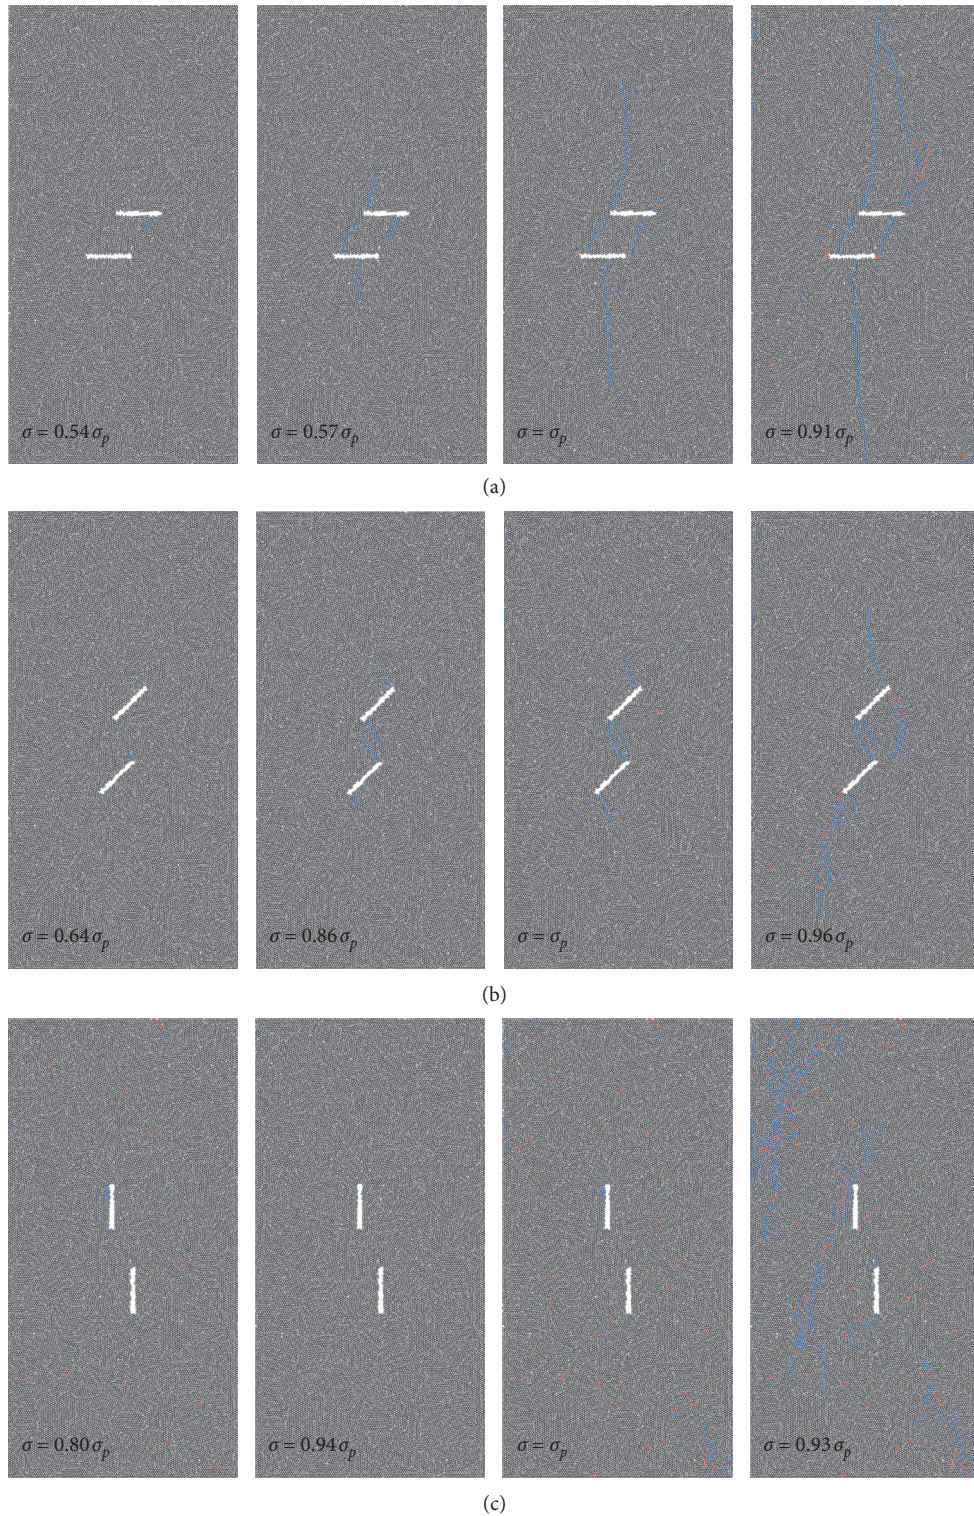 σ = 0.54σp
σ = 0.57σp
σ = σp
σ = 0.91σp
(a)
σ = 0.64σp
σ = 0.86σp
σ = σp
σ = 0.96σp
(b)
σ = 0.80σp
σ = 0.94σp
σ = σp
σ = 0.93σp
(c)